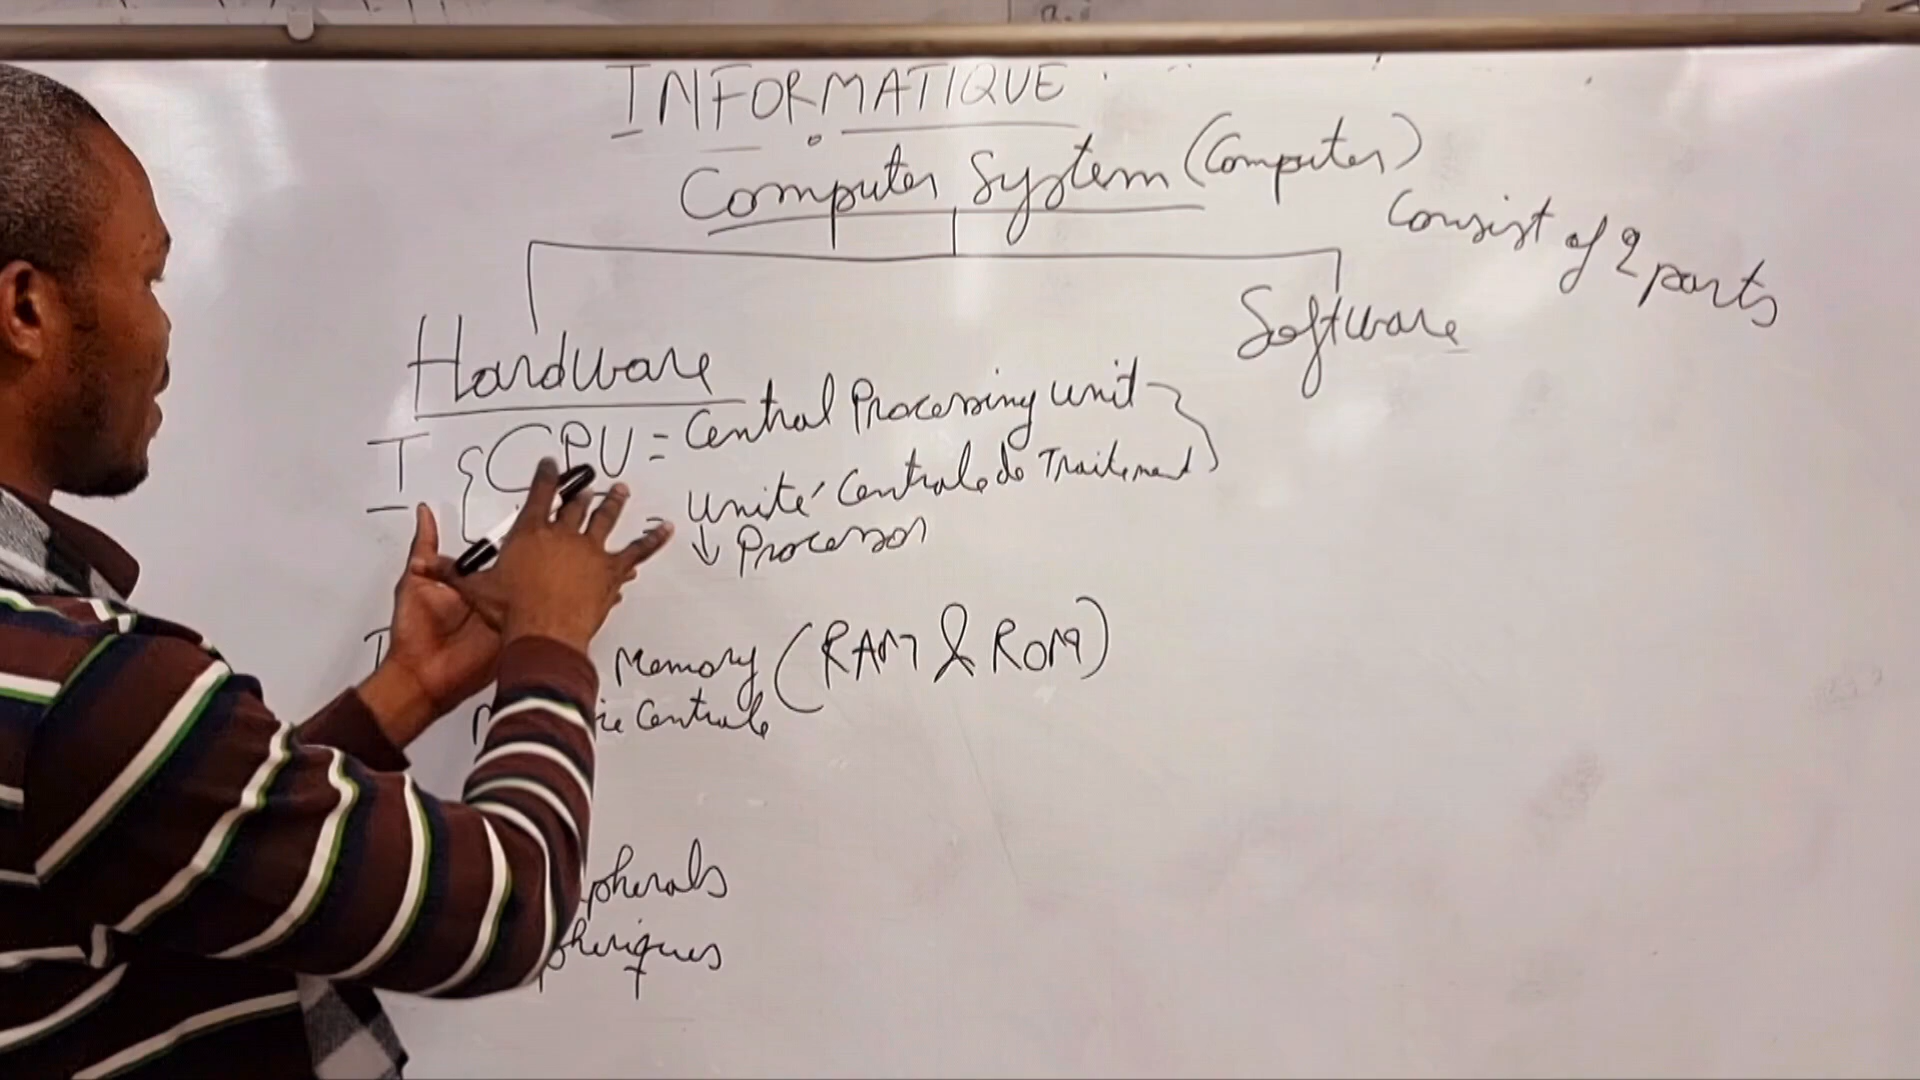 INFORMATIQUE
Computer System (Computer)
Consist of 2 parts
Hardware
Software
I { CPU = Central Processing Unit
= Unité Centrale de Traitement
↓ Processor
Memory (RAM & ROM)
Centrale
pherals
phériques